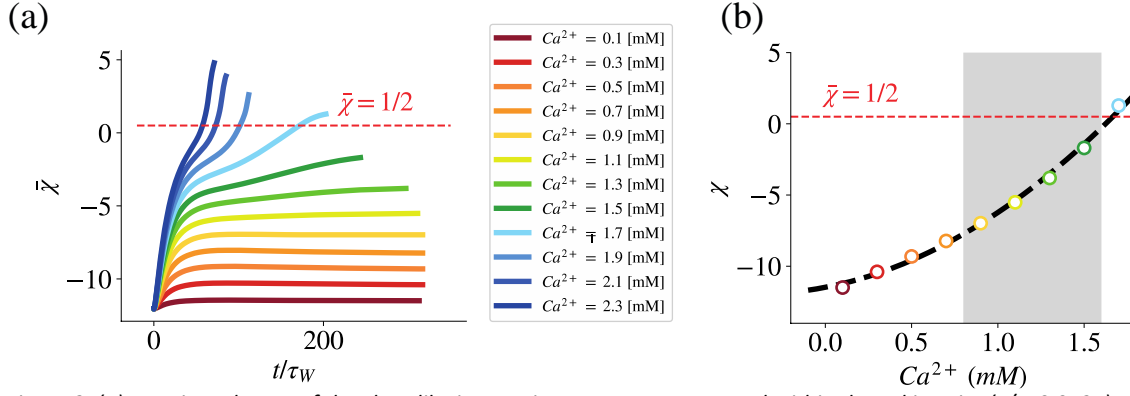 (a)
(b)
5
0
−5
−10
χ̄
0
200
t/τ_W
χ̄ = 1/2
Ca²⁺ = 0.1 [mM]
Ca²⁺ = 0.3 [mM]
Ca²⁺ = 0.5 [mM]
Ca²⁺ = 0.7 [mM]
Ca²⁺ = 0.9 [mM]
Ca²⁺ = 1.1 [mM]
Ca²⁺ = 1.3 [mM]
Ca²⁺ = 1.5 [mM]
Ca²⁺ = 1.7 [mM]
Ca²⁺ = 1.9 [mM]
Ca²⁺ = 2.1 [mM]
Ca²⁺ = 2.3 [mM]
5
0
−5
−10
χ
χ̄ = 1/2
0.0
0.5
1.0
1.5
Ca²⁺ (mM)